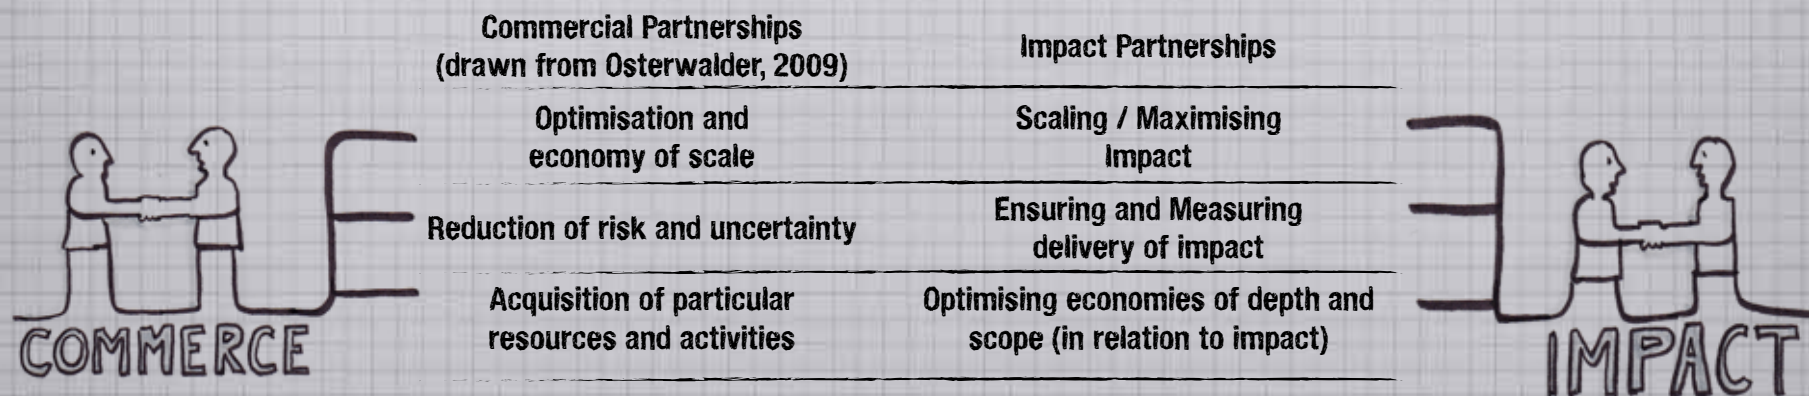 Commercial Partnerships
(drawn from Osterwalder, 2009)
Impact Partnerships
Optimisation and
economy of scale
Scaling / Maximising
Impact
Reduction of risk and uncertainty
Ensuring and Measuring
delivery of impact
Acquisition of particular
resources and activities
Optimising economies of depth and
scope (in relation to impact)
COMMERCE
IMPACT